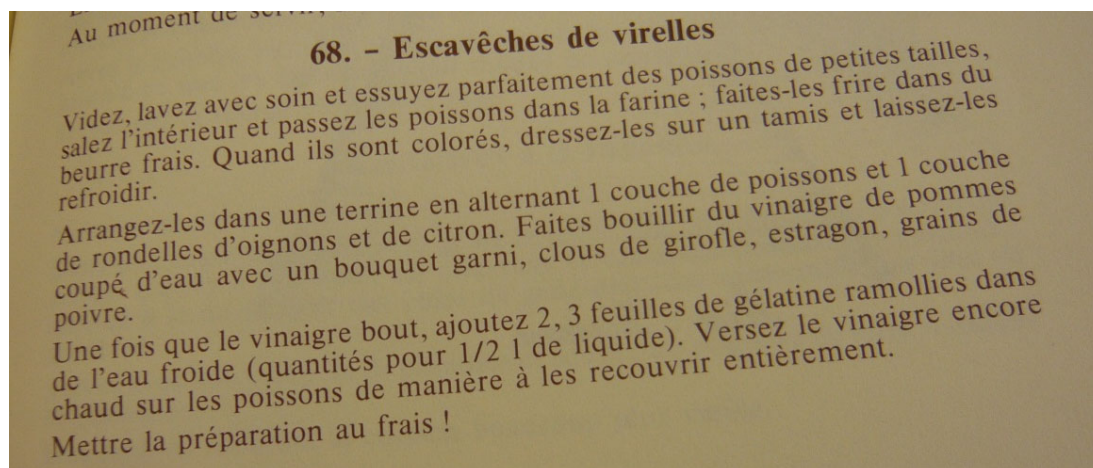 Au moment de servir,
68. – Escavêches de virelles
Videz, lavez avec soin et essuyez parfaitement des poissons de petites tailles,
salez l'intérieur et passez les poissons dans la farine ; faites-les frire dans du
beurre frais. Quand ils sont colorés, dressez-les sur un tamis et laissez-les
refroidir.
Arrangez-les dans une terrine en alternant 1 couche de poissons et 1 couche
de rondelles d'oignons et de citron. Faites bouillir du vinaigre de pommes
coupé d'eau avec un bouquet garni, clous de girofle, estragon, grains de
poivre.
Une fois que le vinaigre bout, ajoutez 2, 3 feuilles de gélatine ramollies dans
de l'eau froide (quantités pour 1/2 l de liquide). Versez le vinaigre encore
chaud sur les poissons de manière à les recouvrir entièrement.
Mettre la préparation au frais !